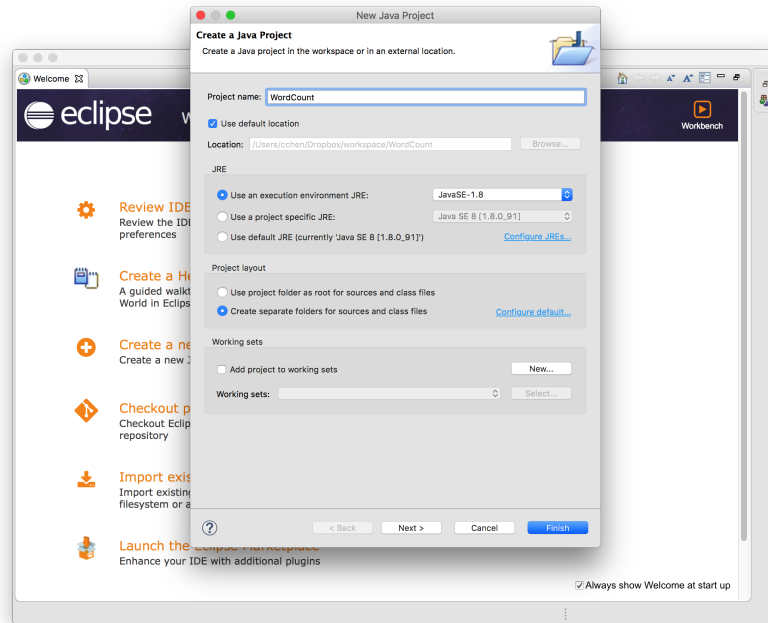 New Java Project
Create a Java Project
Create a Java project in the workspace or in an external location.
Project name: WordCount
Use default location
Location: /Users/cchen/Dropbox/workspace/WordCount Browse...
JRE
Use an execution environment JRE: JavaSE-1.8
Use a project specific JRE: Java SE 8 [1.8.0_91]
Use default JRE (currently 'Java SE 8 [1.8.0_91]') Configure JREs...
Project layout
Use project folder as root for sources and class files
Create separate folders for sources and class files Configure default...
Working sets
Add project to working sets New...
Working sets: Select...
? < Back Next > Cancel Finish
Welcome
eclipse W
Workbench
Review IDE
Review the IDE
preferences
Create a He
A guided walkt
World in Eclips
Create a ne
Create a new J
Checkout p
Checkout Eclip
repository
Import exis
Import existing
filesystem or a
Launch the Eclipse Marketplace
Enhance your IDE with additional plugins
Always show Welcome at start up